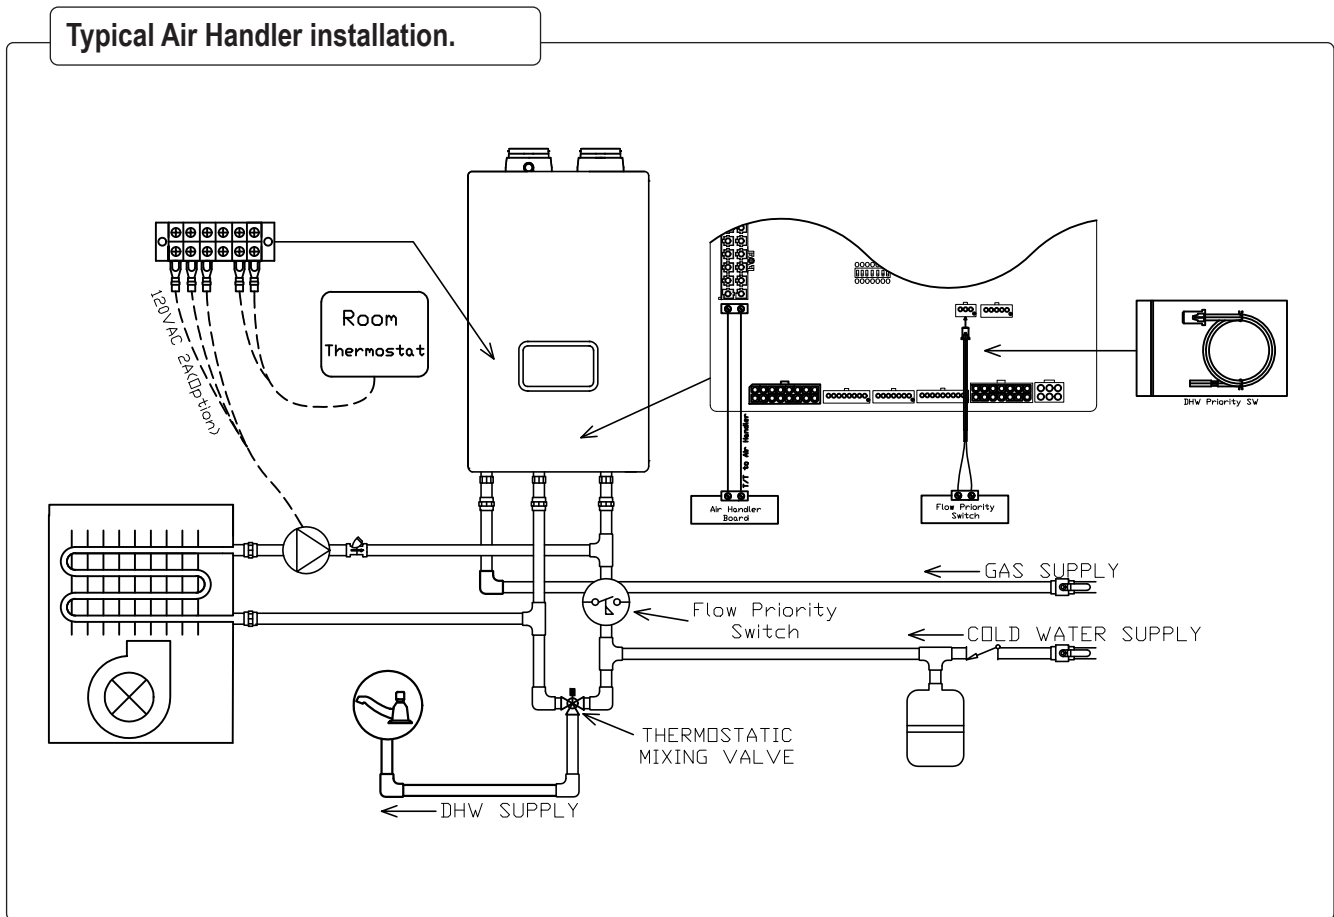 Typical Air Handler installation.
120VAC 2A(Option)
Room
Thermostat
T/T to Air Handler
Air Handler
Board
Flow Priority
Switch
DHW Priority SW
GAS SUPPLY
Flow Priority
Switch
COLD WATER SUPPLY
THERMOSTATIC
MIXING VALVE
DHW SUPPLY